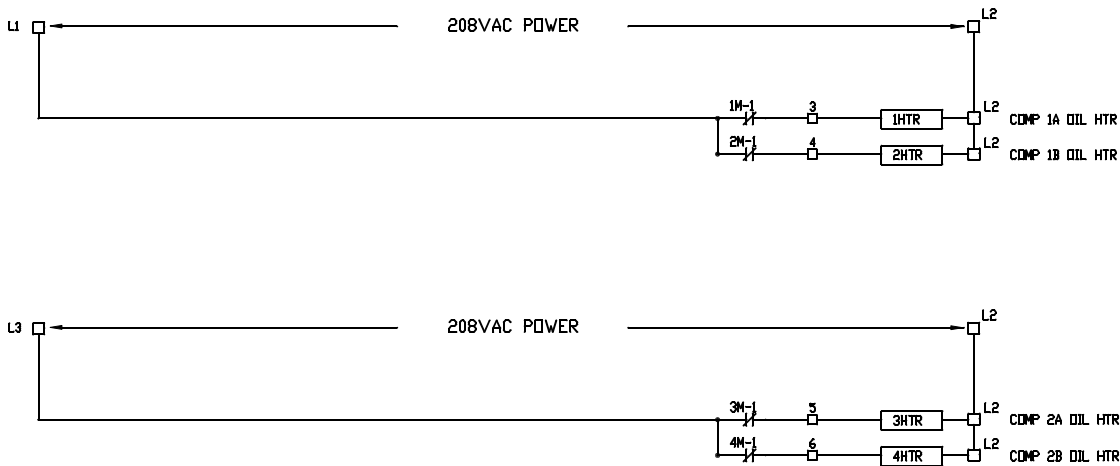 L1 208VAC POWER L2
1M-1 3 1HTR L2 COMP 1A OIL HTR
2M-1 4 2HTR L2 COMP 1B OIL HTR
L3 208VAC POWER L2
3M-1 5 3HTR L2 COMP 2A OIL HTR
4M-1 6 4HTR L2 COMP 2B OIL HTR